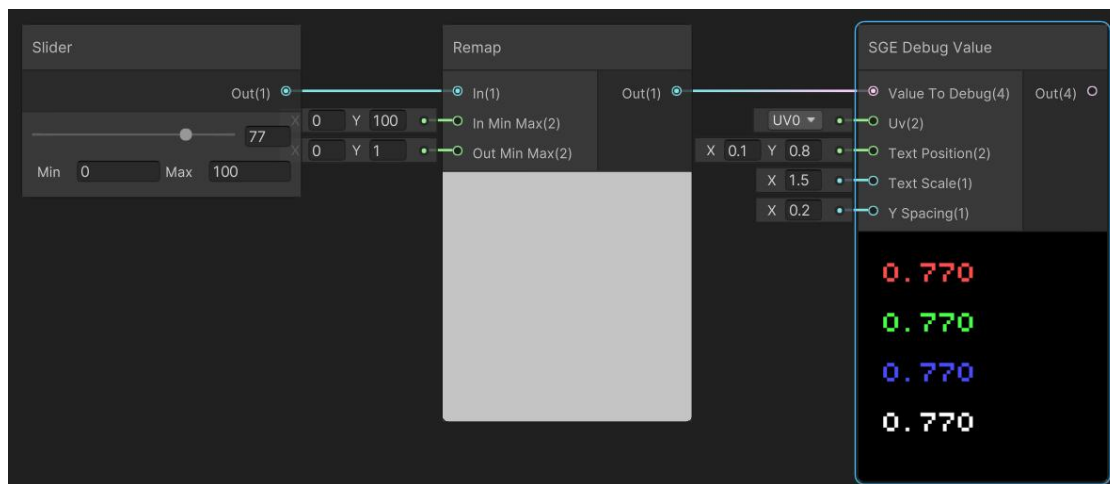 Slider
Out(1)
77
Min 0 Max 100
Remap
In(1) Out(1)
X 0 Y 100 In Min Max(2)
X 0 Y 1 Out Min Max(2)
SGE Debug Value
Value To Debug(4) Out(4)
UV0 Uv(2)
X 0.1 Y 0.8 Text Position(2)
X 1.5 Text Scale(1)
X 0.2 Y Spacing(1)
0.770
0.770
0.770
0.770